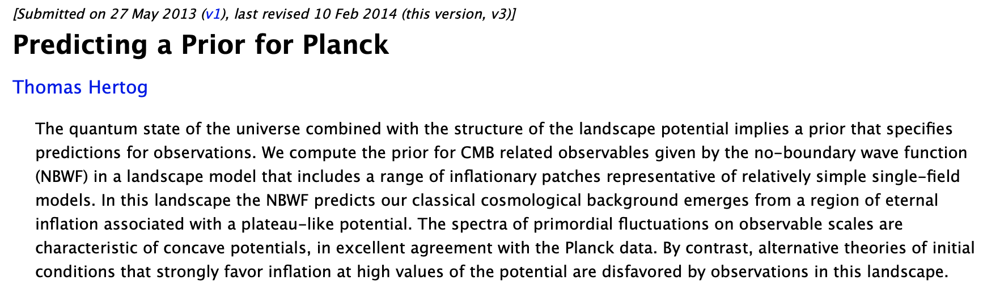 [Submitted on 27 May 2013 (v1), last revised 10 Feb 2014 (this version, v3)]
Predicting a Prior for Planck
Thomas Hertog
The quantum state of the universe combined with the structure of the landscape potential implies a prior that specifies
predictions for observations. We compute the prior for CMB related observables given by the no-boundary wave function
(NBWF) in a landscape model that includes a range of inflationary patches representative of relatively simple single-field
models. In this landscape the NBWF predicts our classical cosmological background emerges from a region of eternal
inflation associated with a plateau-like potential. The spectra of primordial fluctuations on observable scales are
characteristic of concave potentials, in excellent agreement with the Planck data. By contrast, alternative theories of initial
conditions that strongly favor inflation at high values of the potential are disfavored by observations in this landscape.